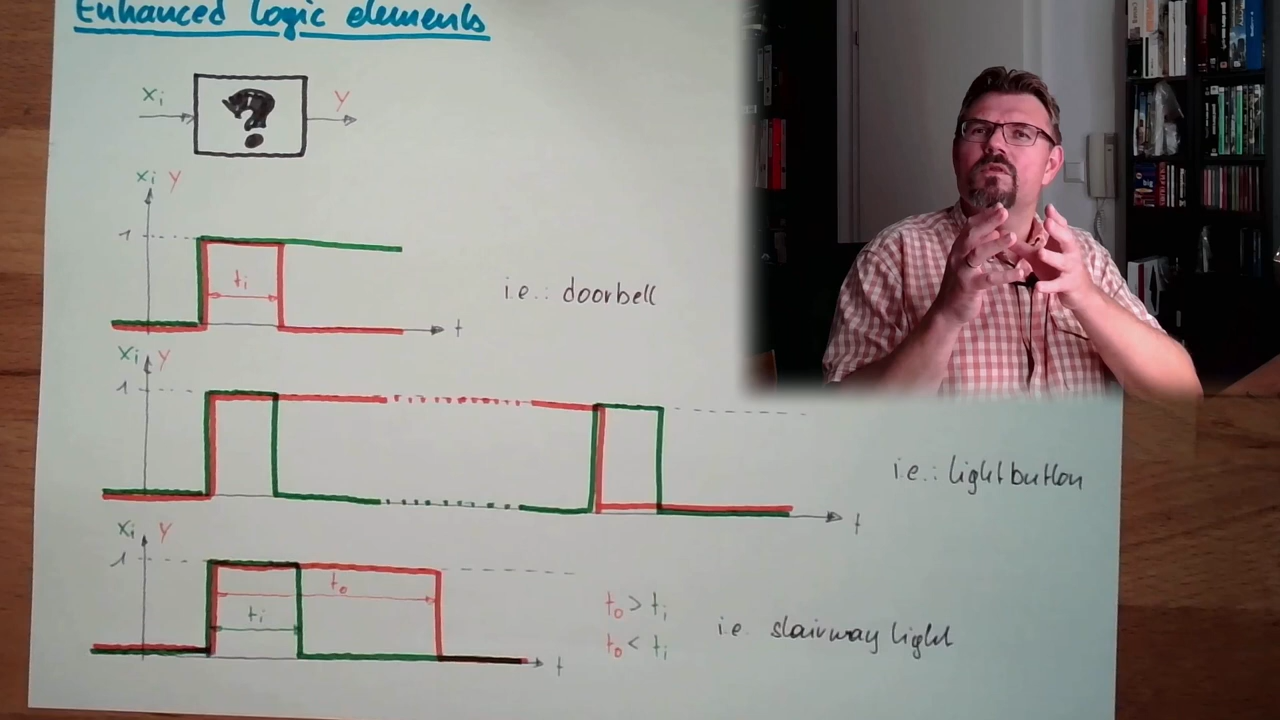 Enhanced Logic elements
xi
?
y
xi y
1
ti
t
i.e.: doorbell
xi y
1
t
i.e.: lightbutton
xi y
1
to
ti
t
to > ti
to < ti
i.e. stairway light